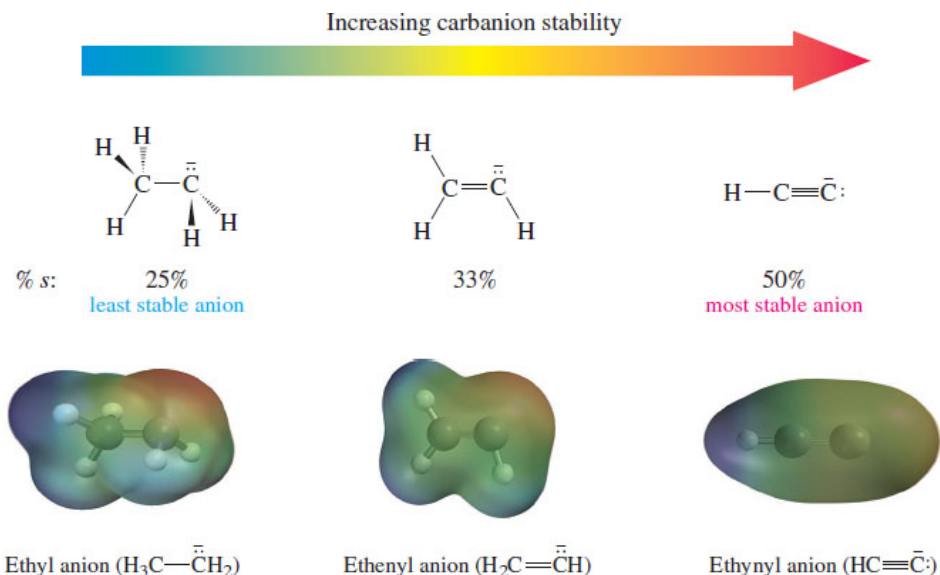 Increasing carbanion stability
H H H C—C̈̄ H H
H C=C̈̄ H H
H—C≡C̄:
% s: 25% 33% 50%
least stable anion most stable anion
Ethyl anion (H₃C—C̈̄H₂) Ethenyl anion (H₂C=C̈̄H) Ethynyl anion (HC≡C̄:)